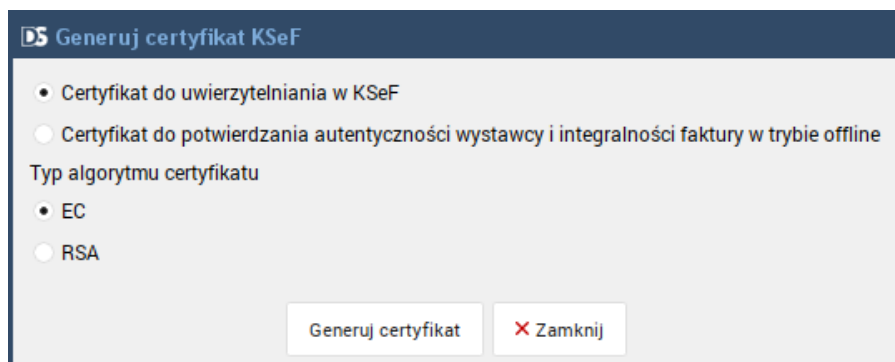 DS Generuj certyfikat KSeF
Certyfikat do uwierzytelniania w KSeF
Certyfikat do potwierdzania autentyczności wystawcy i integralności faktury w trybie offline
Typ algorytmu certyfikatu
EC
RSA
Generuj certyfikat Zamknij